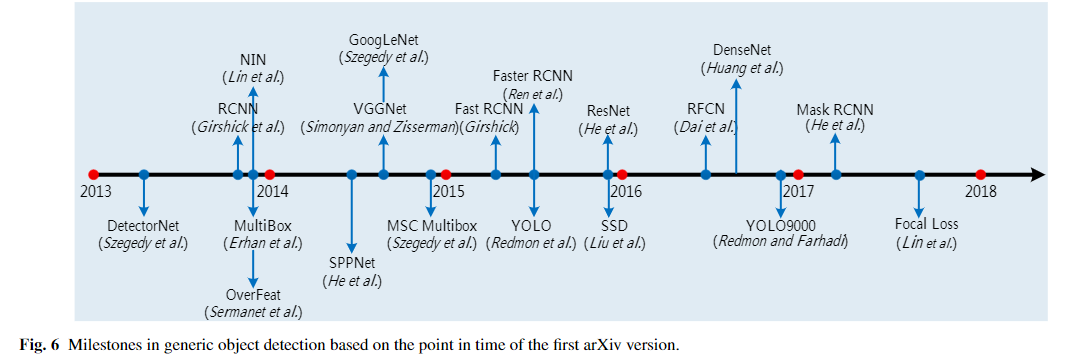 GoogLeNet
(Szegedy et al.)
NIN
(Lin et al.)
DenseNet
(Huang et al.)
Faster RCNN
(Ren et al.)
RCNN
(Girshick et al.)
VGGNet
(Simonyan and Zisserman)
Fast RCNN
(Girshick)
ResNet
(He et al.)
RFCN
(Dai et al.)
Mask RCNN
(He et al.)
2013
2014
2015
2016
2017
2018
DetectorNet
(Szegedy et al.)
MultiBox
(Erhan et al.)
MSC Multibox
(Szegedy et al.)
YOLO
(Redmon et al.)
SSD
(Liu et al.)
YOLO9000
(Redmon and Farhadi)
Focal Loss
(Lin et al.)
SPPNet
(He et al.)
OverFeat
(Sermanet et al.)
Fig. 6 Milestones in generic object detection based on the point in time of the first arXiv version.